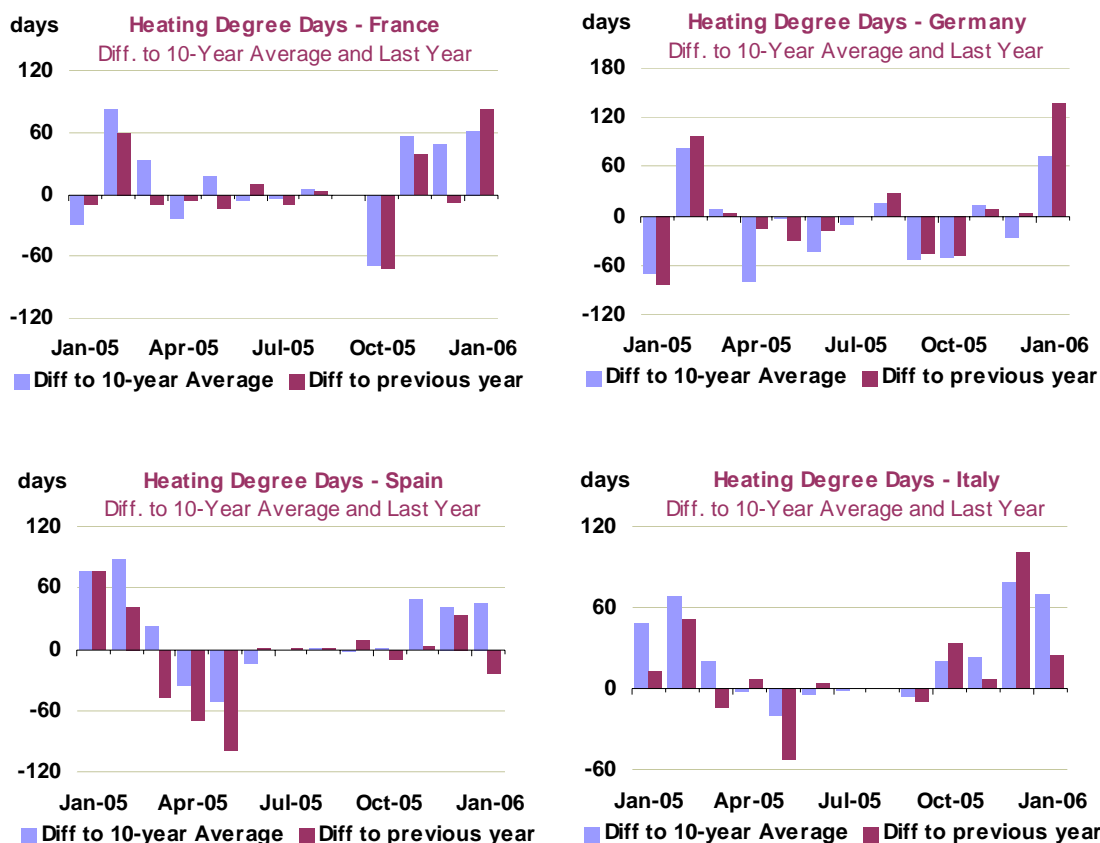 days
Heating Degree Days - France
Diff. to 10-Year Average and Last Year
120
60
0
-60
-120
Jan-05 Apr-05 Jul-05 Oct-05 Jan-06
Diff to 10-year Average Diff to previous year
days
Heating Degree Days - Germany
Diff. to 10-Year Average and Last Year
180
120
60
0
-60
-120
Jan-05 Apr-05 Jul-05 Oct-05 Jan-06
Diff to 10-year Average Diff to previous year
days
Heating Degree Days - Spain
Diff. to 10-Year Average and Last Year
120
60
0
-60
-120
Jan-05 Apr-05 Jul-05 Oct-05 Jan-06
Diff to 10-year Average Diff to previous year
days
Heating Degree Days - Italy
Diff. to 10-Year Average and Last Year
120
60
0
-60
Jan-05 Apr-05 Jul-05 Oct-05 Jan-06
Diff to 10-year Average Diff to previous year